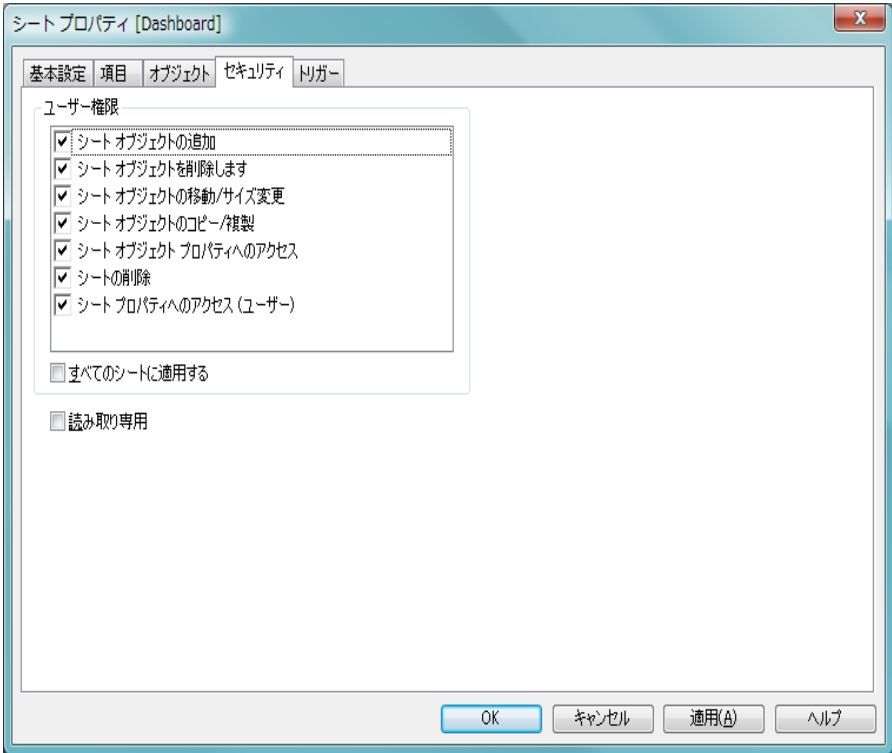 シート プロパティ [Dashboard]
X
基本設定 項目 オブジェクト セキュリティ トリガー
ユーザー権限
シート オブジェクトの追加
シート オブジェクトを削除します
シート オブジェクトの移動/サイズ変更
シート オブジェクトのコピー/複製
シート オブジェクト プロパティへのアクセス
シートの削除
シート プロパティへのアクセス (ユーザー)
すべてのシートに適用する
読み取り専用
OK キャンセル 適用(A) ヘルプ